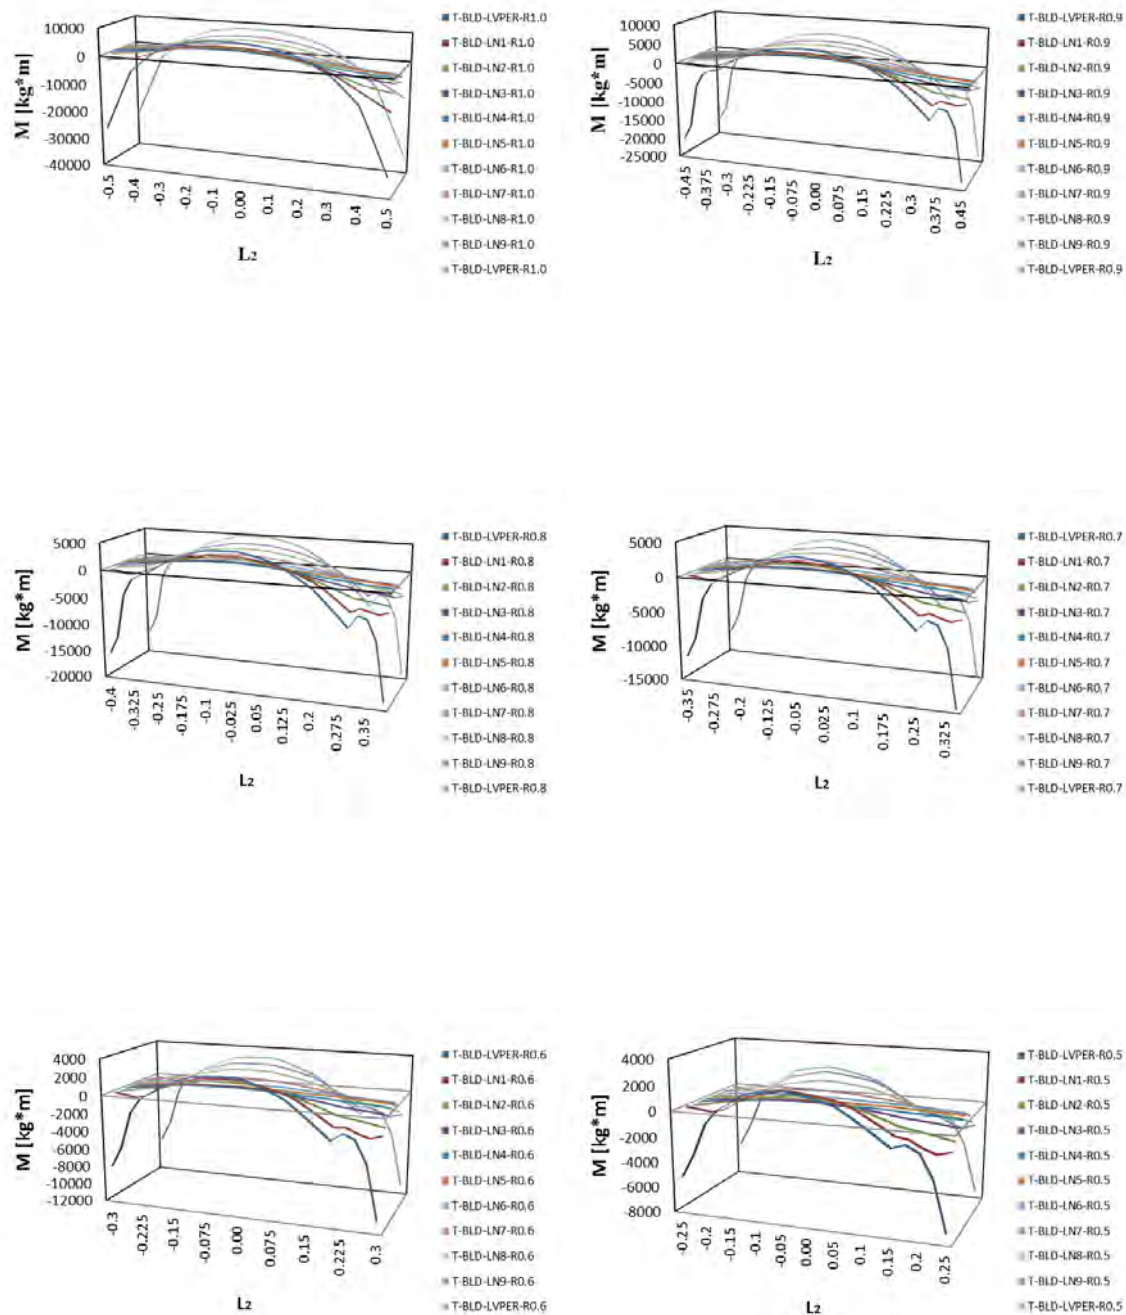 10000
0
-10000
-20000
-30000
-40000
M [kg*m]
-0.5
-0.4
-0.3
-0.2
-0.1
0.00
0.1
0.2
0.3
0.4
0.5
L2
T-BLD-LVPER-R1.0
T-BLD-LN1-R1.0
T-BLD-LN2-R1.0
T-BLD-LN3-R1.0
T-BLD-LN4-R1.0
T-BLD-LN5-R1.0
T-BLD-LN6-R1.0
T-BLD-LN7-R1.0
T-BLD-LN8-R1.0
T-BLD-LN9-R1.0
T-BLD-LVPER-R1.0
10000
5000
0
-5000
-10000
-15000
-20000
-25000
M [kg*m]
-0.45
-0.375
-0.3
-0.225
-0.15
-0.075
0.00
0.075
0.15
0.225
0.3
0.375
0.45
L2
T-BLD-LVPER-R0.9
T-BLD-LN1-R0.9
T-BLD-LN2-R0.9
T-BLD-LN3-R0.9
T-BLD-LN4-R0.9
T-BLD-LN5-R0.9
T-BLD-LN6-R0.9
T-BLD-LN7-R0.9
T-BLD-LN8-R0.9
T-BLD-LN9-R0.9
T-BLD-LVPER-R0.9
5000
0
-5000
-10000
-15000
-20000
M [kg*m]
-0.4
-0.325
-0.25
-0.175
-0.1
-0.025
0.05
0.125
0.2
0.275
0.35
L2
T-BLD-LVPER-R0.8
T-BLD-LN1-R0.8
T-BLD-LN2-R0.8
T-BLD-LN3-R0.8
T-BLD-LN4-R0.8
T-BLD-LN5-R0.8
T-BLD-LN6-R0.8
T-BLD-LN7-R0.8
T-BLD-LN8-R0.8
T-BLD-LN9-R0.8
T-BLD-LVPER-R0.8
5000
0
-5000
-10000
-15000
M [kg*m]
-0.35
-0.275
-0.2
-0.125
-0.05
0.025
0.1
0.175
0.25
0.325
L2
T-BLD-LVPER-R0.7
T-BLD-LN1-R0.7
T-BLD-LN2-R0.7
T-BLD-LN3-R0.7
T-BLD-LN4-R0.7
T-BLD-LN5-R0.7
T-BLD-LN6-R0.7
T-BLD-LN7-R0.7
T-BLD-LN8-R0.7
T-BLD-LN9-R0.7
T-BLD-LVPER-R0.7
4000
2000
0
-2000
-4000
-6000
-8000
-10000
-12000
M [kg*m]
-0.3
-0.225
-0.15
-0.075
0.00
0.075
0.15
0.225
0.3
L2
T-BLD-LVPER-R0.6
T-BLD-LN1-R0.6
T-BLD-LN2-R0.6
T-BLD-LN3-R0.6
T-BLD-LN4-R0.6
T-BLD-LN5-R0.6
T-BLD-LN6-R0.6
T-BLD-LN7-R0.6
T-BLD-LN8-R0.6
T-BLD-LN9-R0.6
T-BLD-LVPER-R0.6
4000
2000
0
-2000
-4000
-6000
-8000
M [kg*m]
-0.25
-0.2
-0.15
-0.1
-0.05
0.00
0.05
0.1
0.15
0.2
0.25
L2
T-BLD-LVPER-R0.5
T-BLD-LN1-R0.5
T-BLD-LN2-R0.5
T-BLD-LN3-R0.5
T-BLD-LN4-R0.5
T-BLD-LN5-R0.5
T-BLD-LN6-R0.5
T-BLD-LN7-R0.5
T-BLD-LN8-R0.5
T-BLD-LN9-R0.5
T-BLD-LVPER-R0.5